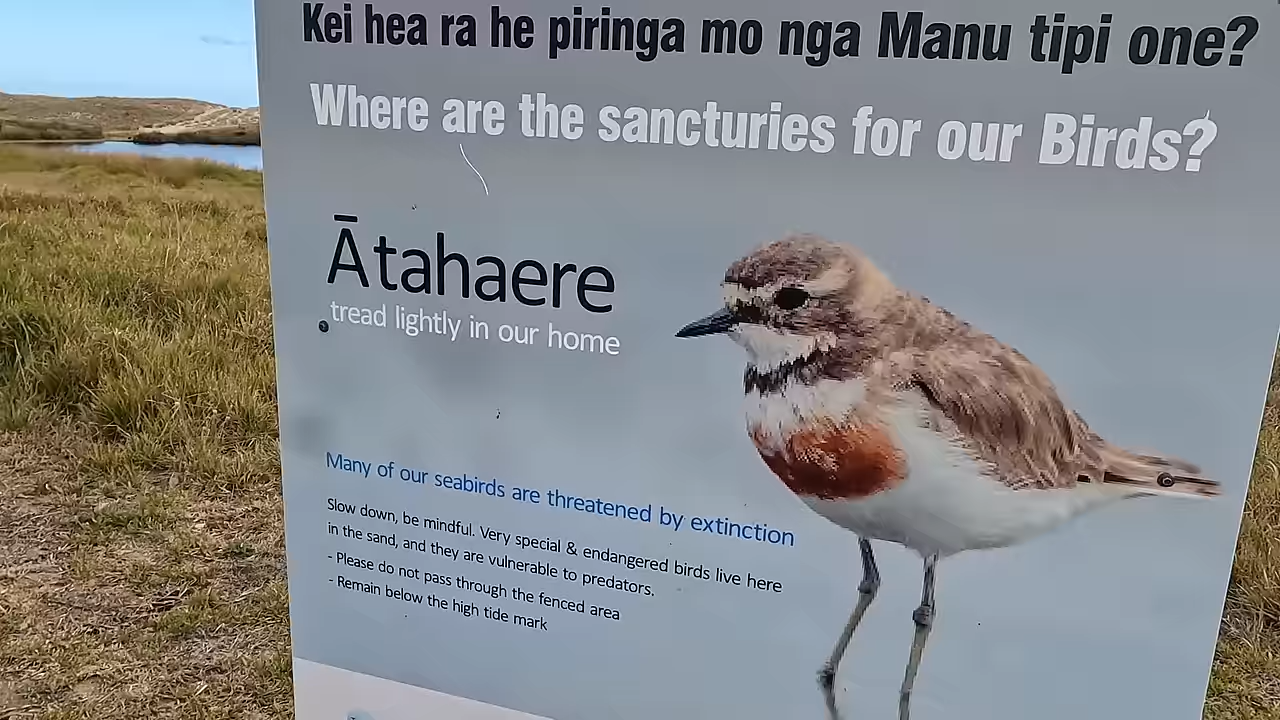 Kei hea ra he piringa mo nga Manu tipi one?
Where are the sancturies for our Birds?
Ātahaere
tread lightly in our home
Many of our seabirds are threatened by extinction
Slow down, be mindful. Very special & endangered birds live here
in the sand, and they are vulnerable to predators.
- Please do not pass through the fenced area
- Remain below the high tide mark